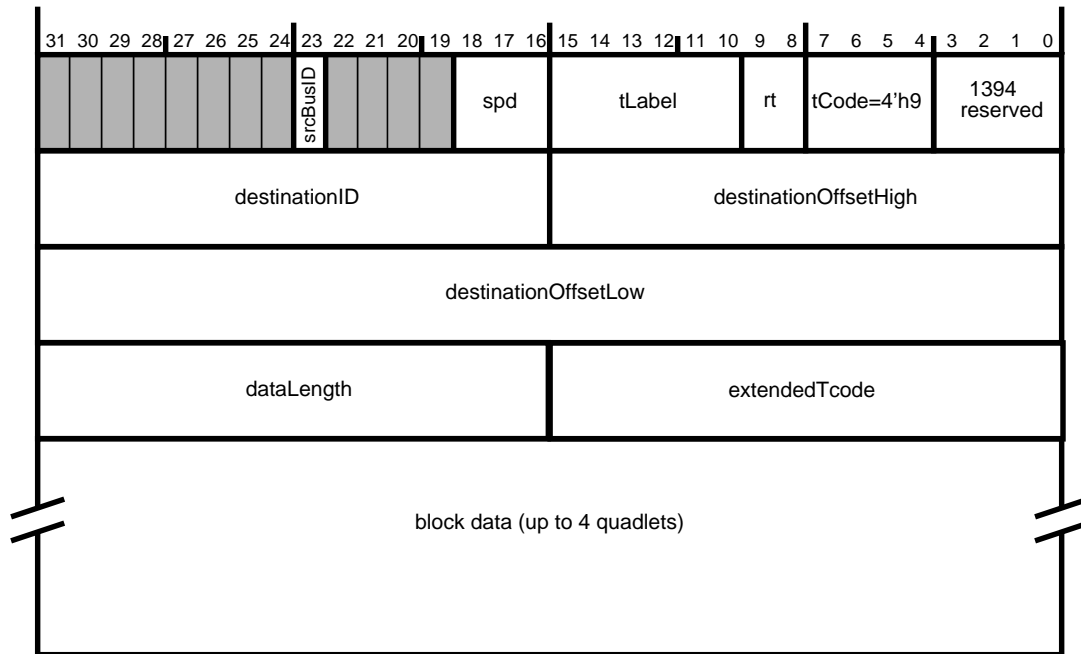 31 30 29 28 27 26 25 24 23 22 21 20 19 18 17 16 15 14 13 12 11 10 9 8 7 6 5 4 3 2 1 0
srcBusID
spd
tLabel
rt
tCode=4'h9
1394
reserved
destinationID
destinationOffsetHigh
destinationOffsetLow
dataLength
extendedTcode
block data (up to 4 quadlets)